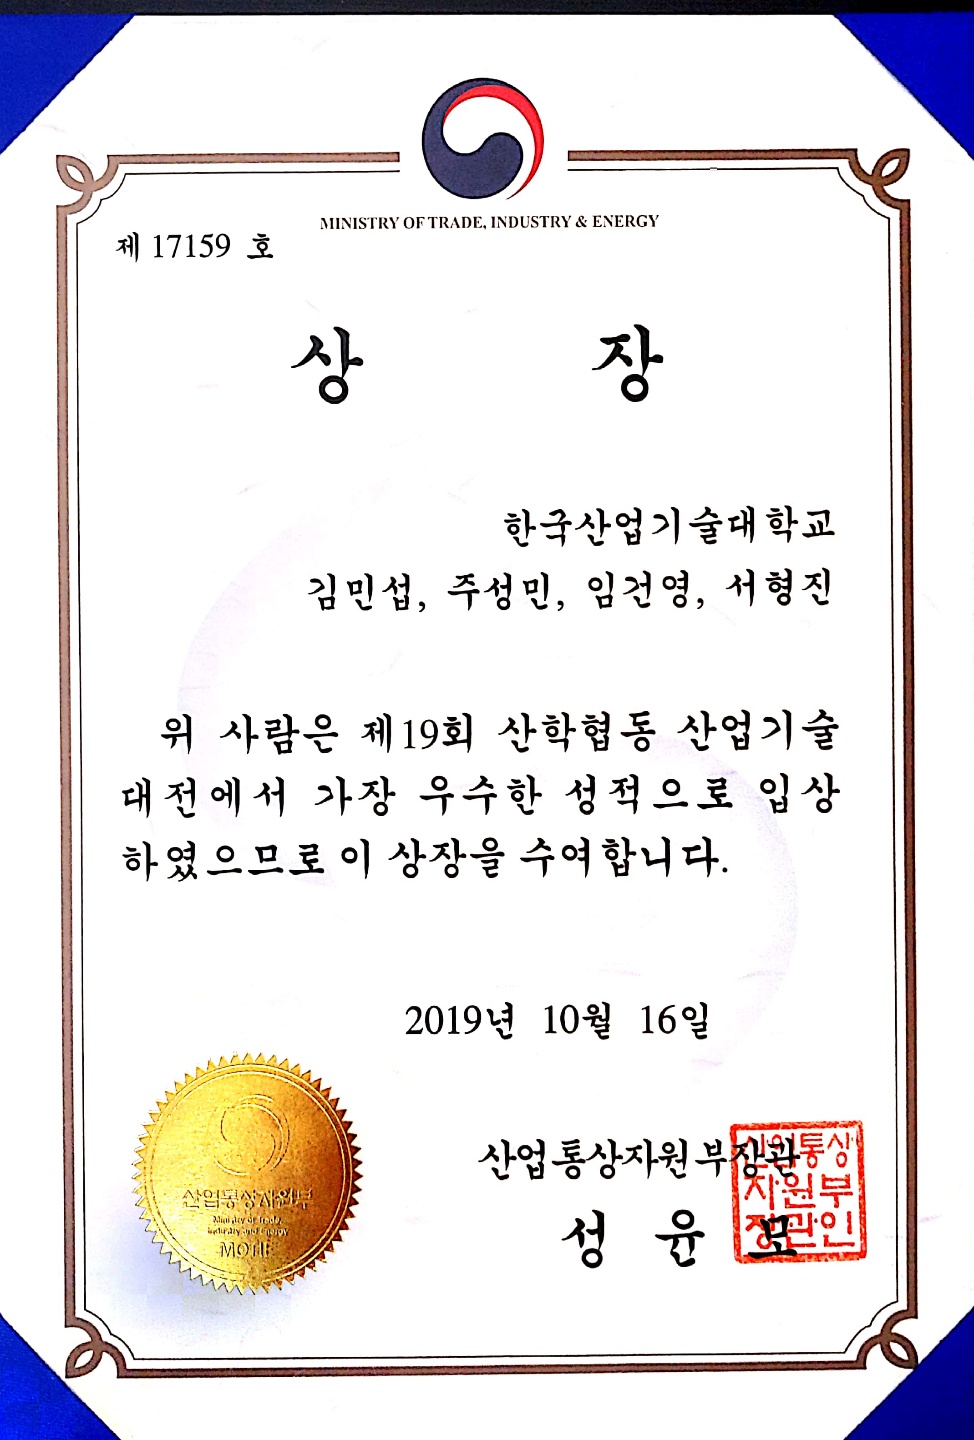 MINISTRY OF TRADE, INDUSTRY & ENERGY
제 17159 호
상 장
한국산업기술대학교
김민섭, 주성민, 임건영, 서형진
위 사람은 제19회 산학협동 산업기술
대전에서 가장 우수한 성적으로 입상
하였으므로 이 상장을 수여합니다.
2019년 10월 16일
산업통상자원부장관
성 윤 모
산업통상
자원부
장관인
산업통상자원부
Ministry of Trade,
Industry and Energy
MOTIE